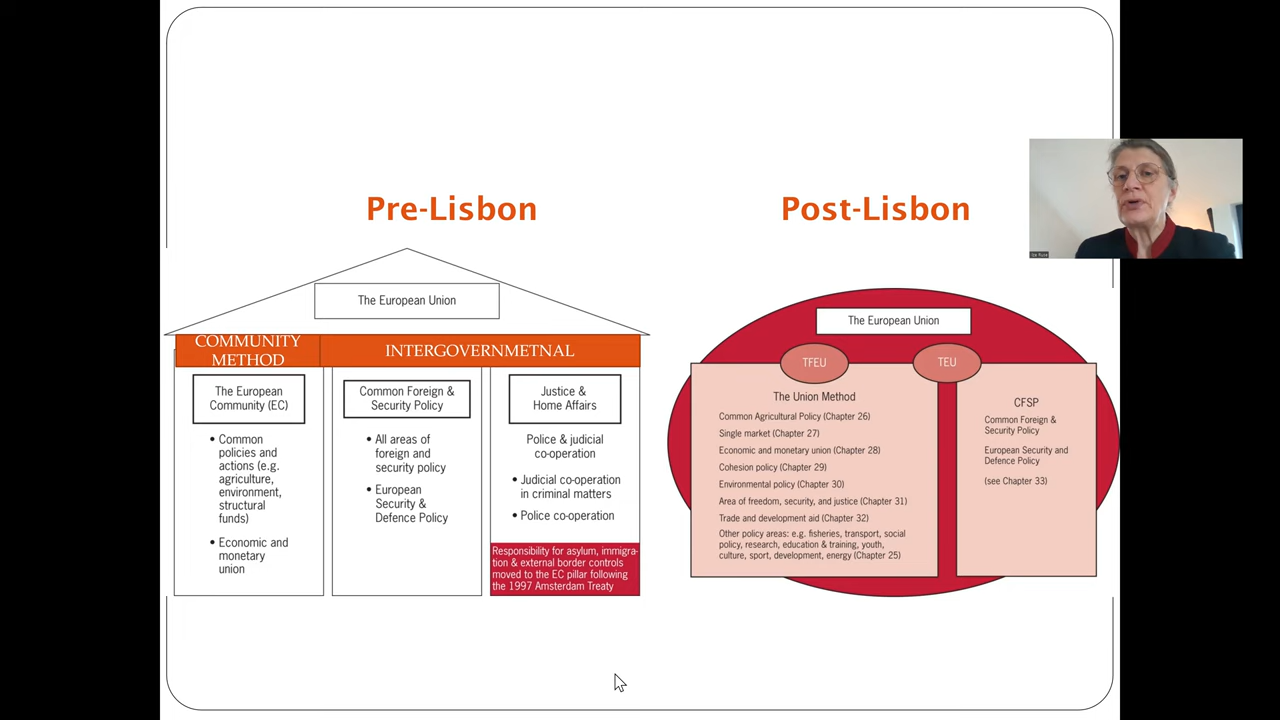 Pre-Lisbon
Post-Lisbon
The European Union
COMMUNITY
METHOD
INTERGOVERNMETNAL
The European
Community (EC)
• Common
policies and
actions (e.g.
agriculture,
environment,
structural
funds)
• Economic and
monetary
union
Common Foreign &
Security Policy
• All areas of
foreign and
security policy
• European
Security &
Defence Policy
Justice &
Home Affairs
Police & judicial
co-operation
• Judicial co-operation
in criminal matters
• Police co-operation
Responsibility for asylum, immigra-
tion & external border controls
moved to the EC pillar following
the 1997 Amsterdam Treaty
The European Union
TFEU
TEU
The Union Method
Common Agricultural Policy (Chapter 26)
Single market (Chapter 27)
Economic and monetary union (Chapter 28)
Cohesion policy (Chapter 29)
Environmental policy (Chapter 30)
Area of freedom, security, and justice (Chapter 31)
Trade and development aid (Chapter 32)
Other policy areas: e.g. fisheries, transport, social
policy, research, education & training, youth,
culture, sport, development, energy (Chapter 25)
CFSP
Common Foreign &
Security Policy
European Security and
Defence Policy
(see Chapter 33)